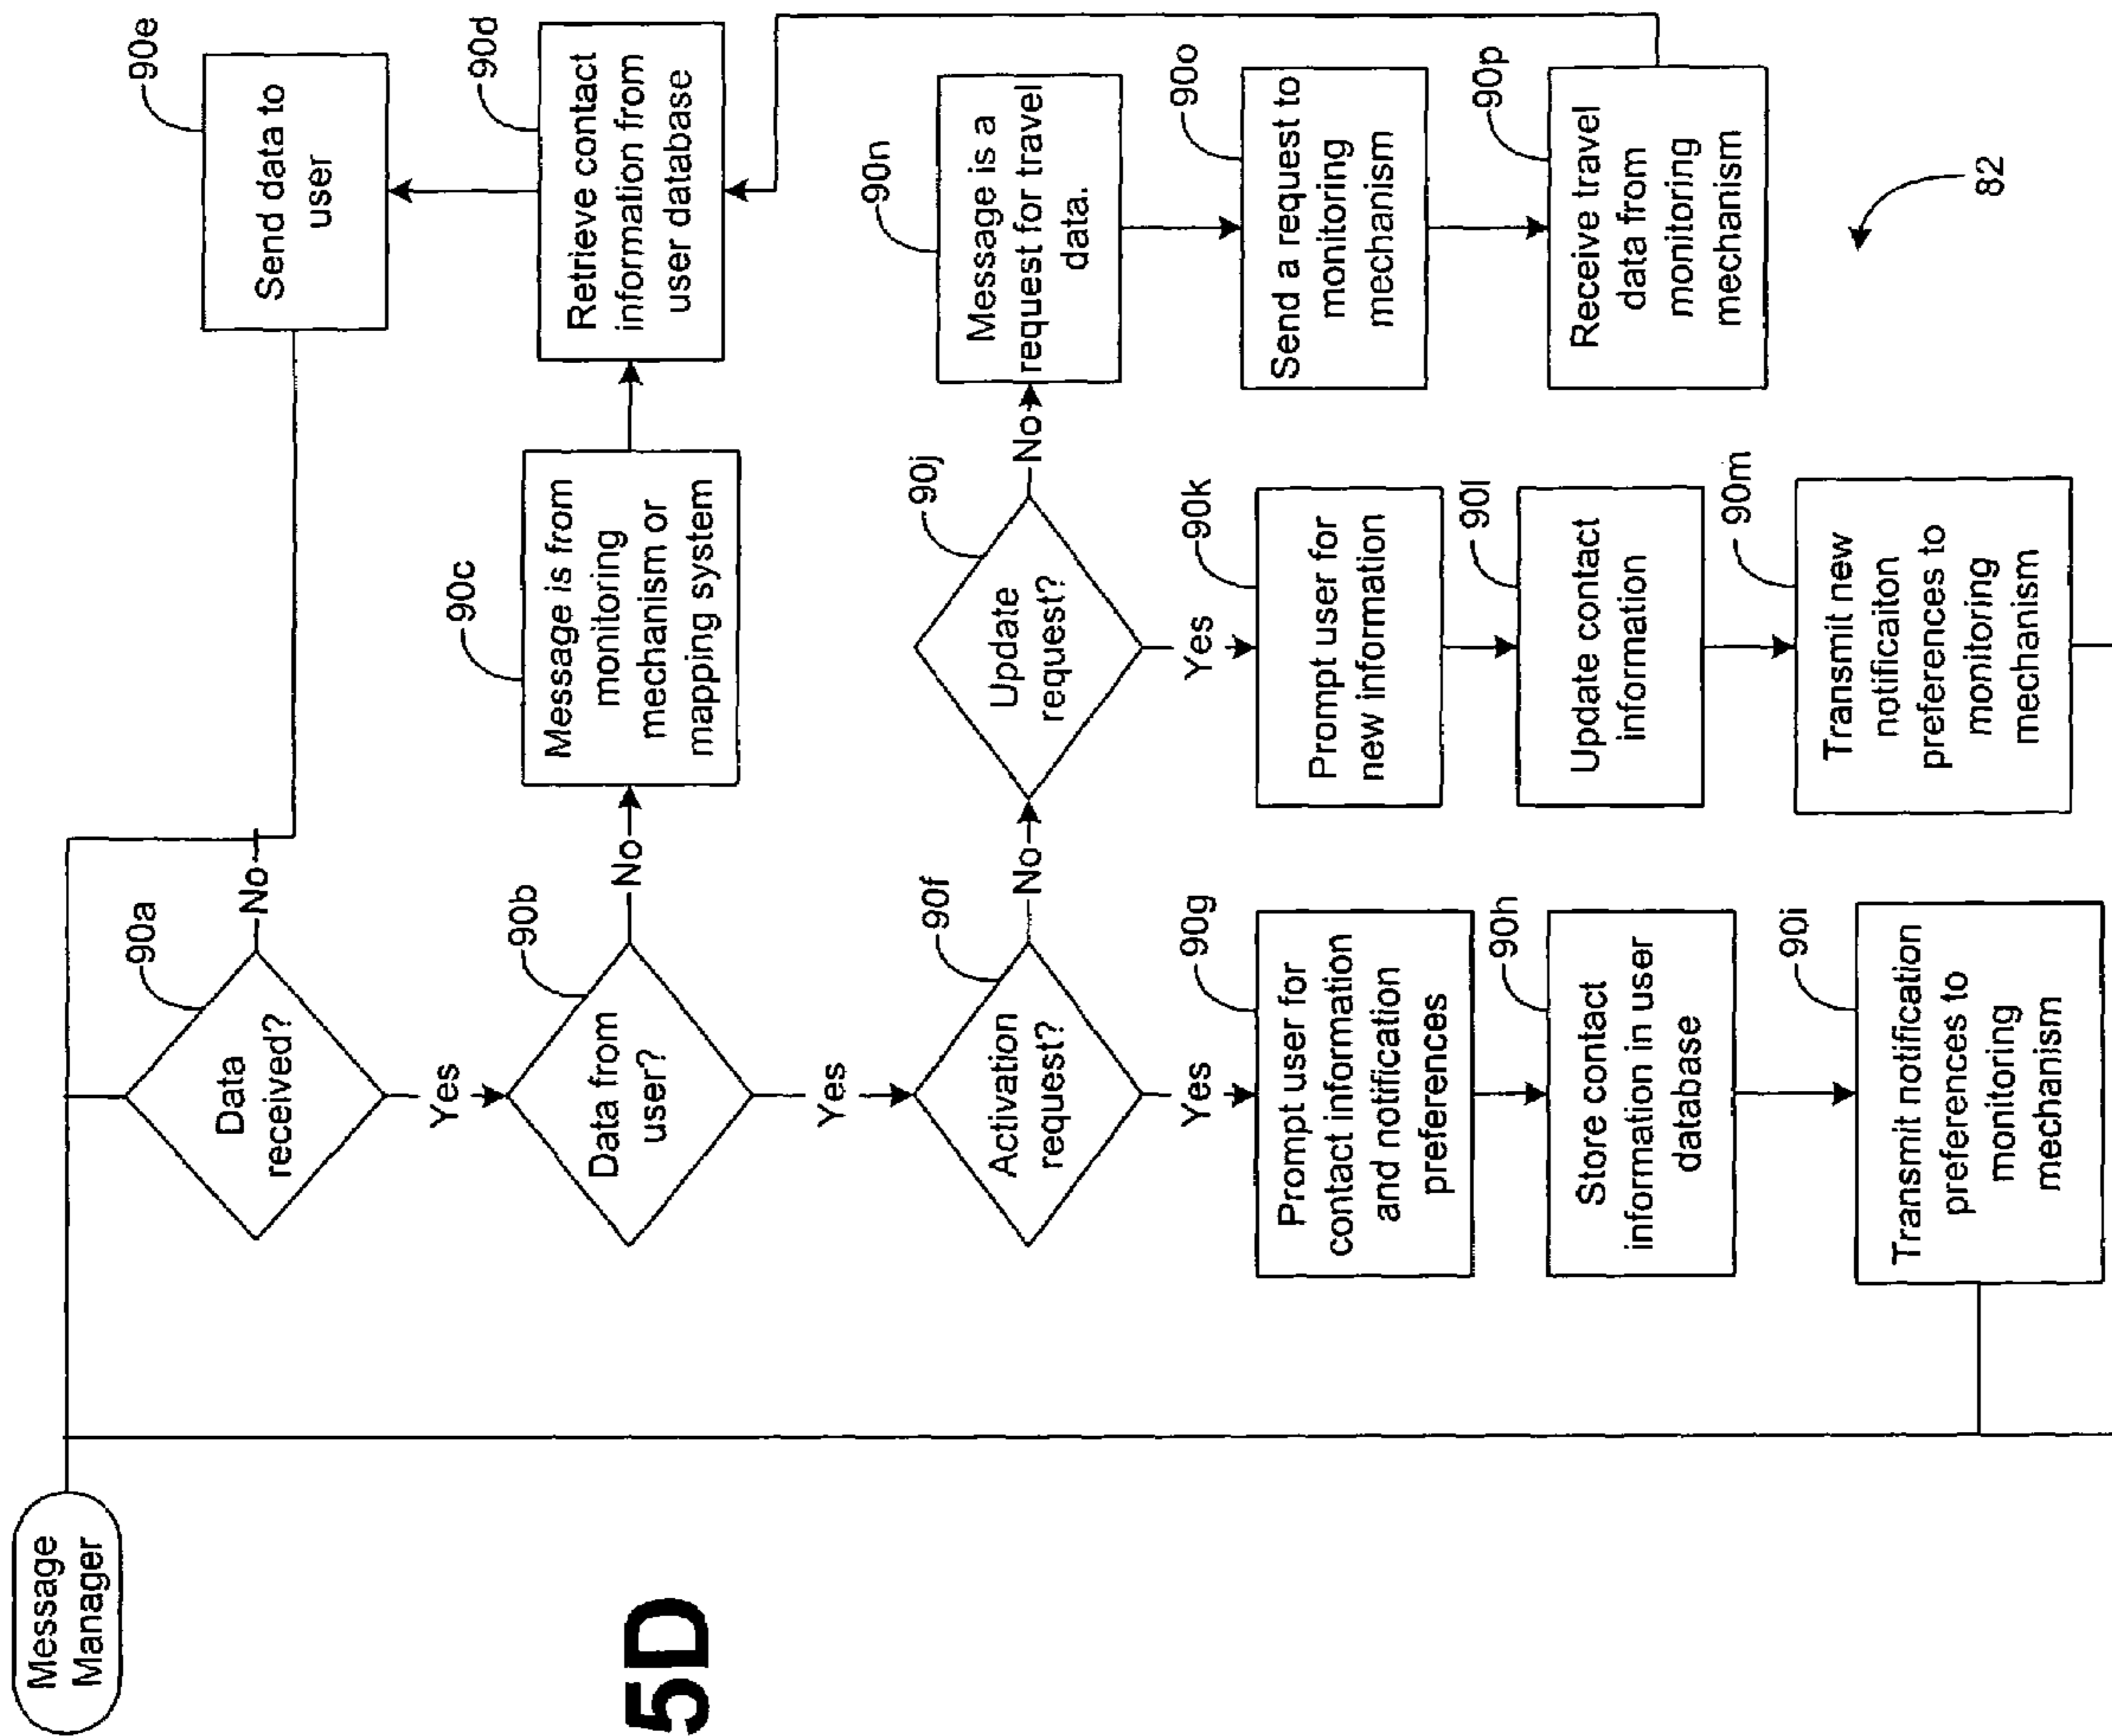 Message
Manager
5D
90a
Data
received?
No
Yes
90b
Data from
user?
No
Yes
90c
Message is from
monitoring
mechanism or
mapping system
90d
Retrieve contact
information from
user database
90e
Send data to
user
90f
Activation
request?
No
Yes
90g
Prompt user for
contact information
and notification
preferences
90h
Store contact
information in user
database
90i
Transmit notification
preferences to
monitoring
mechanism
90j
Update
request?
No
Yes
90k
Prompt user for
new information
90l
Update contact
information
90m
Transmit new
notificaiton
preferences to
monitoring
mechanism
90n
Message is a
request for travel
data.
90o
Send a request to
monitoring
mechanism
90p
Receive travel
data from
monitoring
mechanism
82